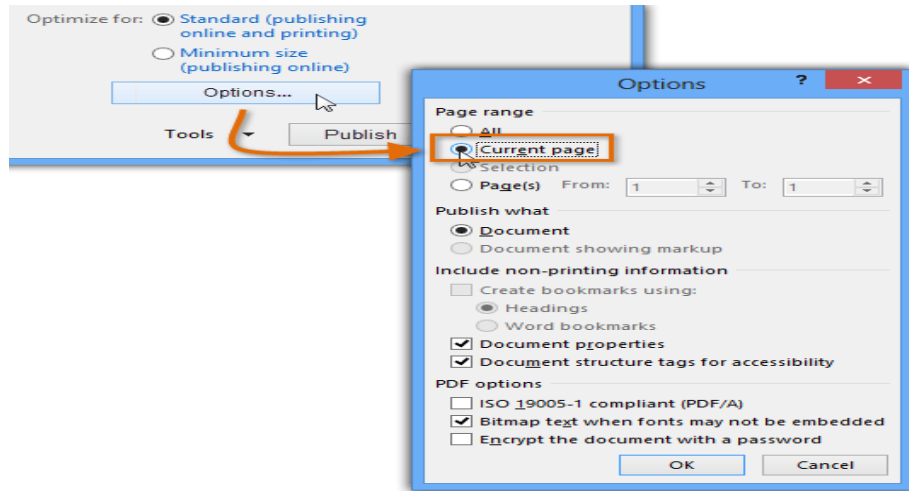 Optimize for: Standard (publishing
online and printing)
Minimum size
(publishing online)
Options...
Tools Publish
Options ?
Page range
All
Current page
Selection
Page(s) From: 1 To: 1
Publish what
Document
Document showing markup
Include non-printing information
Create bookmarks using:
Headings
Word bookmarks
Document properties
Document structure tags for accessibility
PDF options
ISO 19005-1 compliant (PDF/A)
Bitmap text when fonts may not be embedded
Encrypt the document with a password
OK Cancel